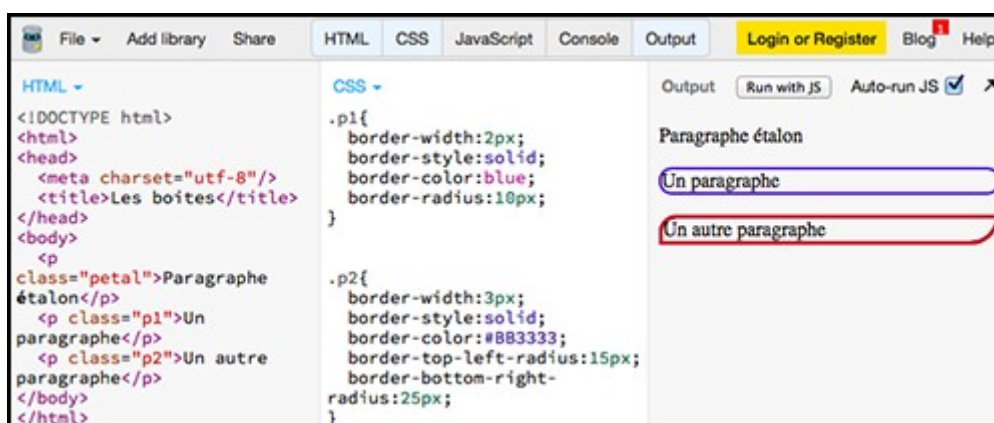 File Add library Share HTML CSS JavaScript Console Output Login or Register Blog 1 Help
HTML
<!DOCTYPE html>
<html>
<head>
<meta charset="utf-8"/>
<title>Les boites</title>
</head>
<body>
<p
class="petal">Paragraphe
étalon</p>
<p class="p1">Un
paragraphe</p>
<p class="p2">Un autre
paragraphe</p>
</body>
</html>
CSS
.p1{
border-width:2px;
border-style:solid;
border-color:blue;
border-radius:10px;
}
.p2{
border-width:3px;
border-style:solid;
border-color:#BB3333;
border-top-left-radius:15px;
border-bottom-right-
radius:25px;
}
Output Run with JS Auto-run JS
Paragraphe étalon
Un paragraphe
Un autre paragraphe